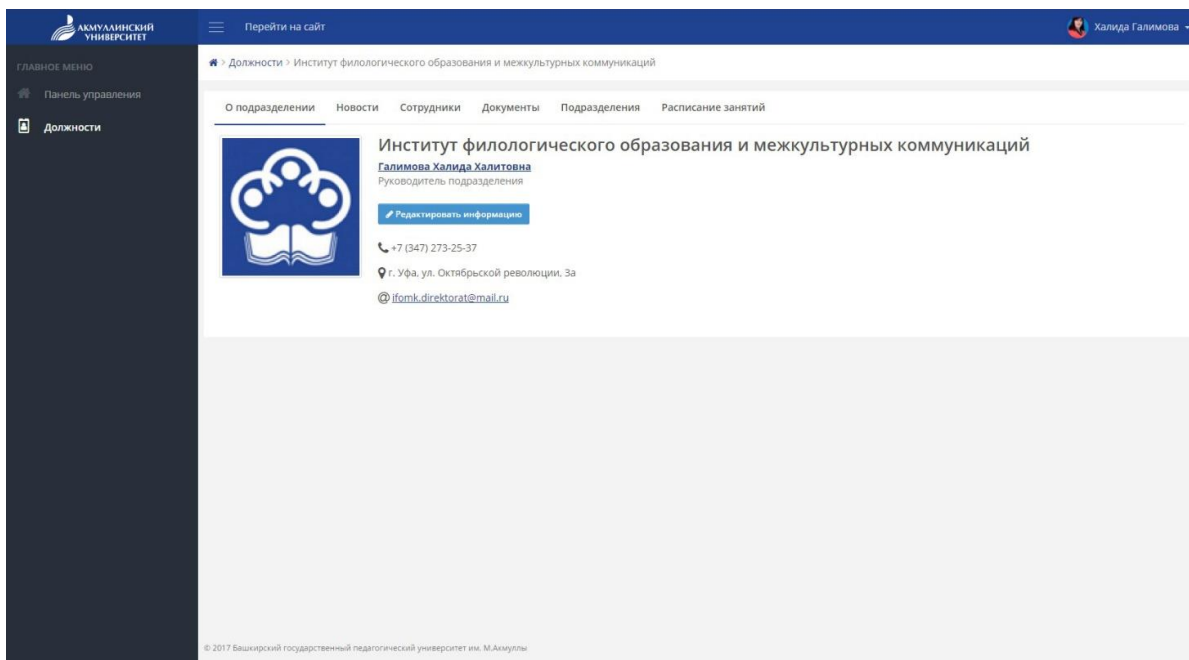 АКМУЛЛИНСКИЙ
УНИВЕРСИТЕТ
Перейти на сайт
Халида Галимова
ГЛАВНОЕ МЕНЮ
Панель управления
Должности
> Должности > Институт филологического образования и межкультурных коммуникаций
О подразделении Новости Сотрудники Документы Подразделения Расписание занятий
Институт филологического образования и межкультурных коммуникаций
Галимова Халида Халитовна
Руководитель подразделения
Редактировать информацию
+7 (347) 273-25-37
г. Уфа, ул. Октябрьской революции, 3а
@ ifomk.direktorat@mail.ru
© 2017 Башкирский государственный педагогический университет им. М.Акмуллы